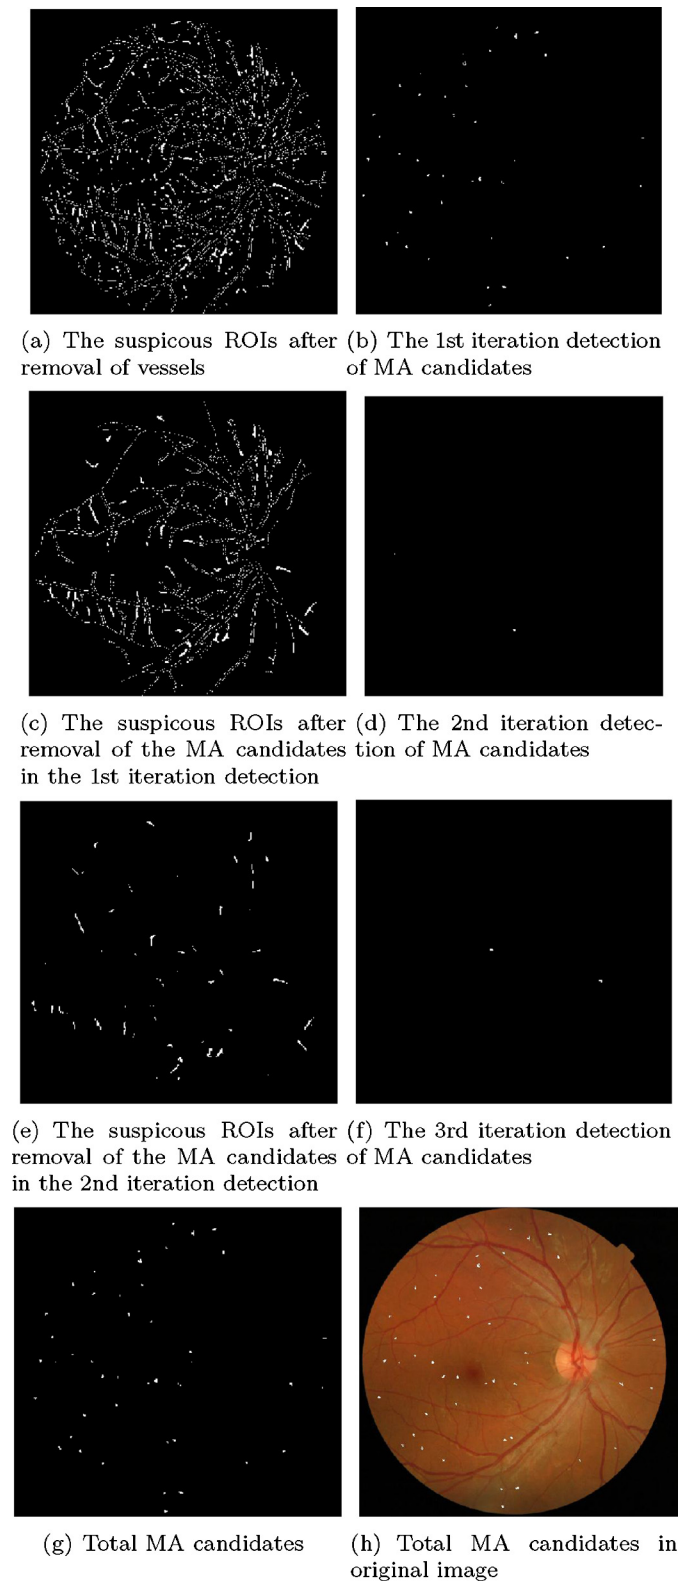 (a) The suspicous ROIs after
removal of vessels
(b) The 1st iteration detection
of MA candidates
(c) The suspicous ROIs after
removal of the MA candidates
in the 1st iteration detection
(d) The 2nd iteration detec-
tion of MA candidates
(e) The suspicous ROIs after
removal of the MA candidates
in the 2nd iteration detection
(f) The 3rd iteration detection
of MA candidates
(g) Total MA candidates
(h) Total MA candidates in
original image